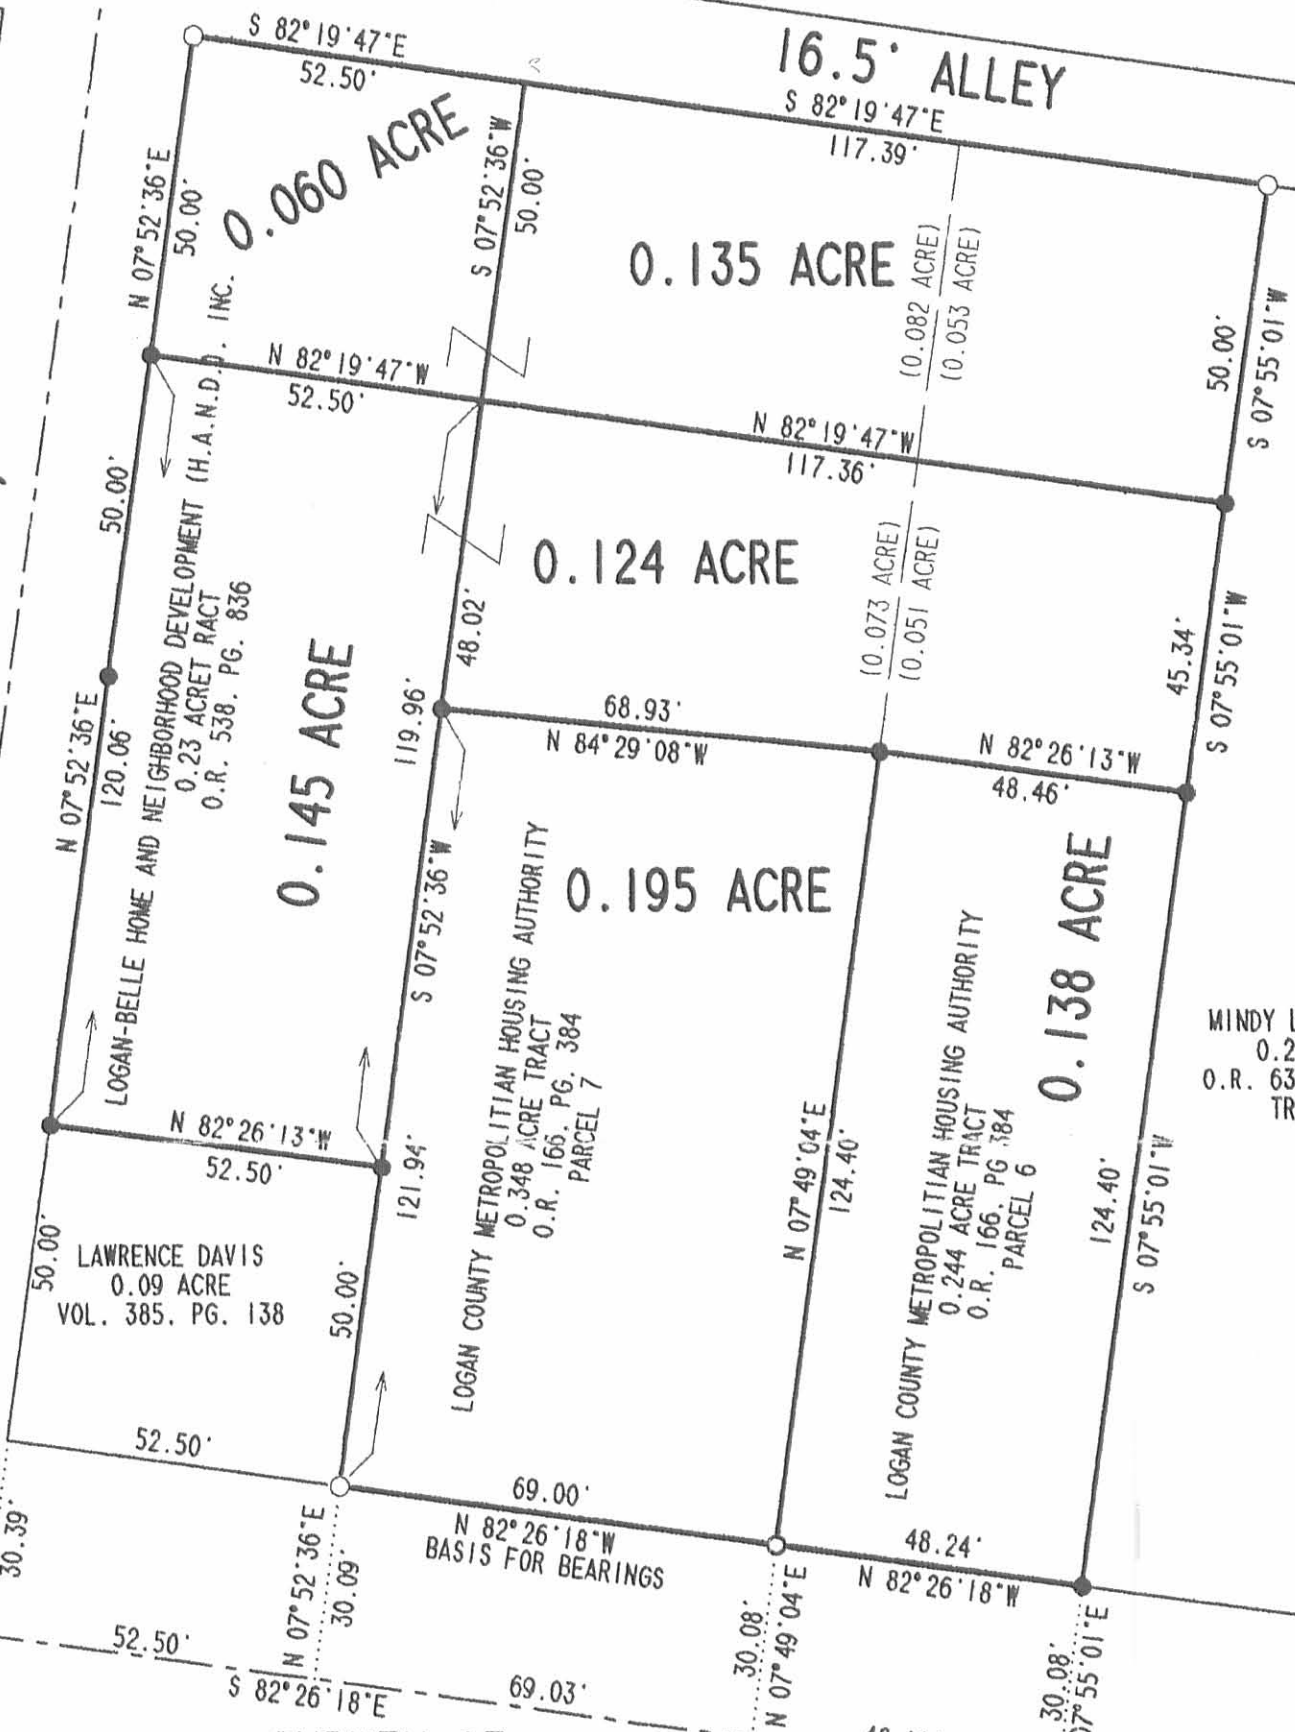 S 82°19'47"E
52.50'
16.5' ALLEY
S 82°19'47"E
117.39'
N 07°52'36"E
50.00'
0.060 ACRE
S 07°52'36"W
50.00'
0.135 ACRE
(0.082 ACRE)
(0.053 ACRE)
50.00'
S 07°55'01"W
N 82°19'47"W
52.50'
N 82°19'47"W
117.36'
50.00'
N 07°52'36"E
120.06'
LOGAN-BELLE HOME AND NEIGHBORHOOD DEVELOPMENT (H.A.N.D.). INC.
0.23 ACRET RACT
O.R. 538. PG. 836
0.145 ACRE
48.02'
119.96'
S 07°52'36"W
0.124 ACRE
(0.073 ACRE)
(0.051 ACRE)
45.34'
S 07°55'01"W
68.93'
N 84°29'08"W
N 82°26'13"W
48.46'
LOGAN COUNTY METROPOLITIAN HOUSING AUTHORITY
0.348 ACRE TRACT
O.R. 166. PG. 384
PARCEL 7
0.195 ACRE
N 07°49'04"E
124.40'
LOGAN COUNTY METROPOLITIAN HOUSING AUTHORITY
0.244 ACRE TRACT
O.R. 166. PG 384
PARCEL 6
0.138 ACRE
124.40'
S 07°55'01"W
MINDY L
0.2
O.R. 63
TR
N 82°26'13"W
52.50'
121.94'
50.00'
LAWRENCE DAVIS
0.09 ACRE
VOL. 385. PG. 138
50.00'
52.50'
69.00'
N 82°26'18"W
BASIS FOR BEARINGS
48.24'
N 82°26'18"W
30.39'
N 07°52'36"E
30.09'
30.08'
N 07°49'04"E
30.08'
07°55'01"E
52.50'
S 82°26'18"E
69.03'